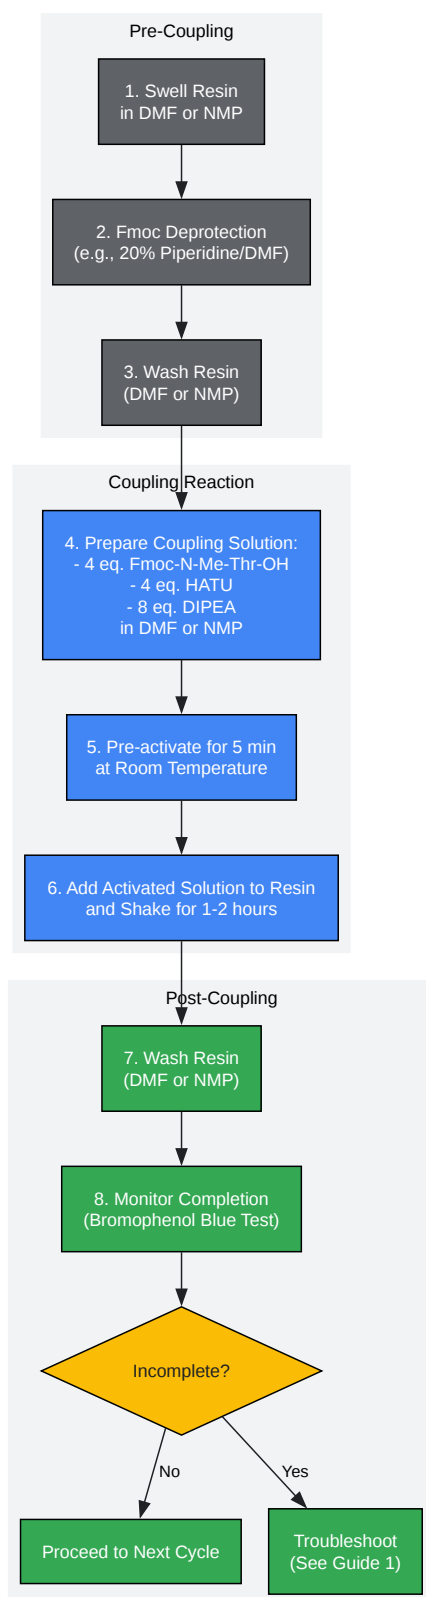 Pre-Coupling
1. Swell Resin
in DMF or NMP
2. Fmoc Deprotection
(e.g., 20% Piperidine/DMF)
3. Wash Resin
(DMF or NMP)
Coupling Reaction
4. Prepare Coupling Solution:
- 4 eq. Fmoc-N-Me-Thr-OH
- 4 eq. HATU
- 8 eq. DIPEA
in DMF or NMP
5. Pre-activate for 5 min
at Room Temperature
6. Add Activated Solution to Resin
and Shake for 1-2 hours
Post-Coupling
7. Wash Resin
(DMF or NMP)
8. Monitor Completion
(Bromophenol Blue Test)
Incomplete?
No
Yes
Proceed to Next Cycle
Troubleshoot
(See Guide 1)